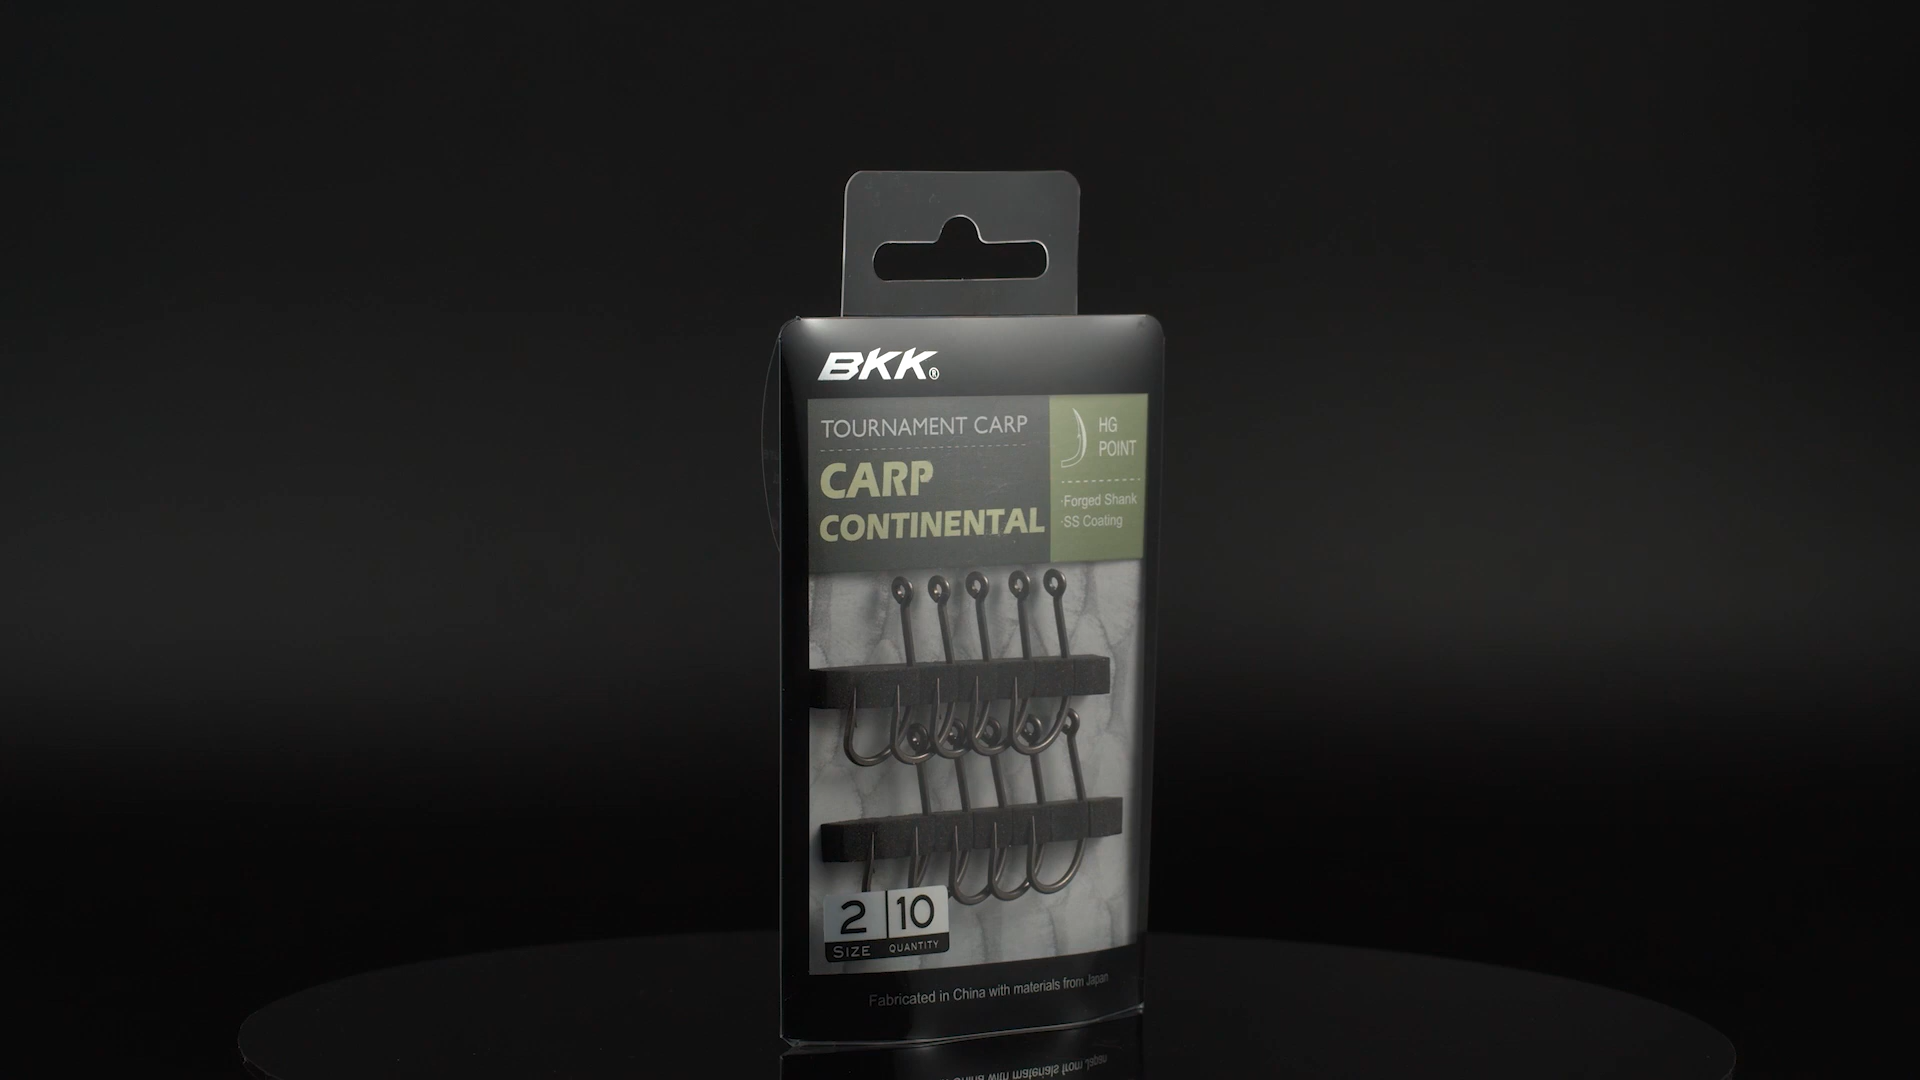 BKK®
TOURNAMENT CARP
CARP
CONTINENTAL
HG
POINT
·Forged Shank
·SS Coating
2 10
SIZE QUANTITY
Fabricated in China with materials from Japan